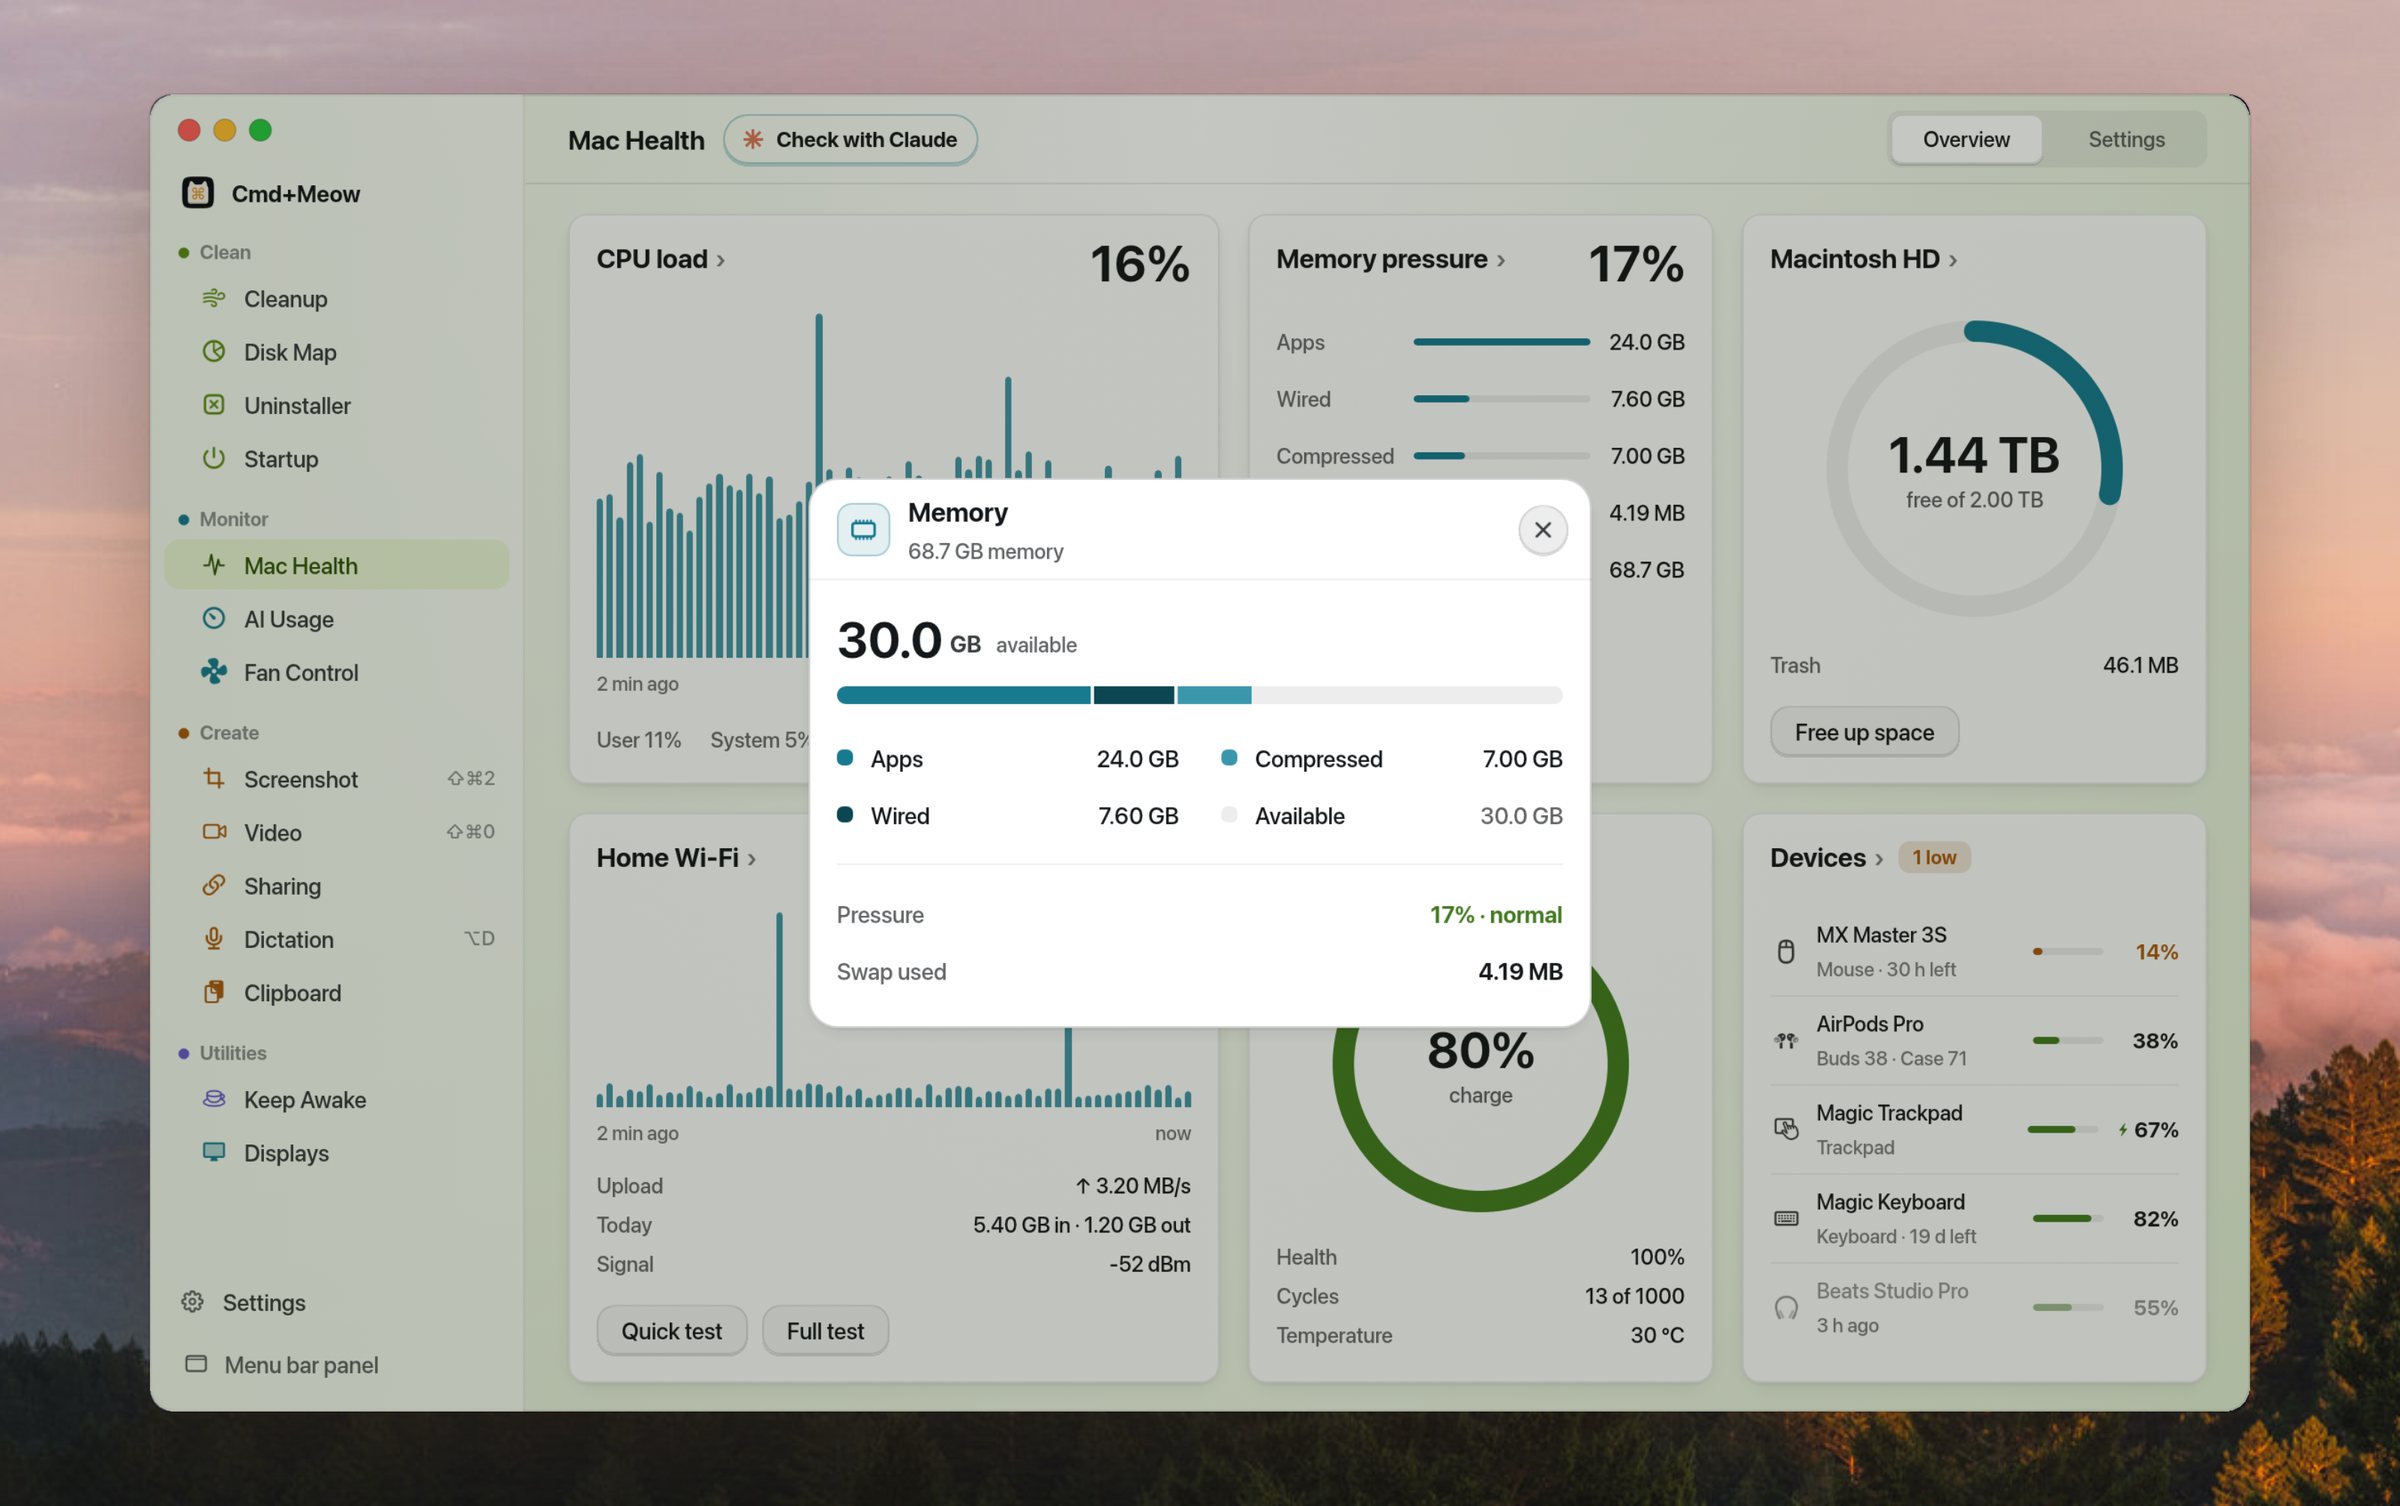 Mac Health
Check with Claude
Overview
Settings
Cmd+Meow
Clean
Cleanup
Disk Map
Uninstaller
Startup
Monitor
Mac Health
AI Usage
Fan Control
Create
Screenshot ⇧⌘2
Video ⇧⌘0
Sharing
Dictation ⌥D
Clipboard
Utilities
Keep Awake
Displays
Settings
Menu bar panel
CPU load › 16%
2 min ago
User 11% System 5%
Memory pressure › 17%
Apps 24.0 GB
Wired 7.60 GB
Compressed 7.00 GB
4.19 MB
68.7 GB
Macintosh HD ›
1.44 TB
free of 2.00 TB
Trash 46.1 MB
Free up space
Memory
68.7 GB memory
30.0 GB available
Apps 24.0 GB
Compressed 7.00 GB
Wired 7.60 GB
Available 30.0 GB
Pressure 17% · normal
Swap used 4.19 MB
Home Wi-Fi ›
2 min ago now
Upload ↑ 3.20 MB/s
Today 5.40 GB in · 1.20 GB out
Signal -52 dBm
Quick test
Full test
80%
charge
Health 100%
Cycles 13 of 1000
Temperature 30 °C
Devices › 1 low
MX Master 3S 14%
Mouse · 30 h left
AirPods Pro 38%
Buds 38 · Case 71
Magic Trackpad 67%
Trackpad
Magic Keyboard 82%
Keyboard · 19 d left
Beats Studio Pro 55%
3 h ago